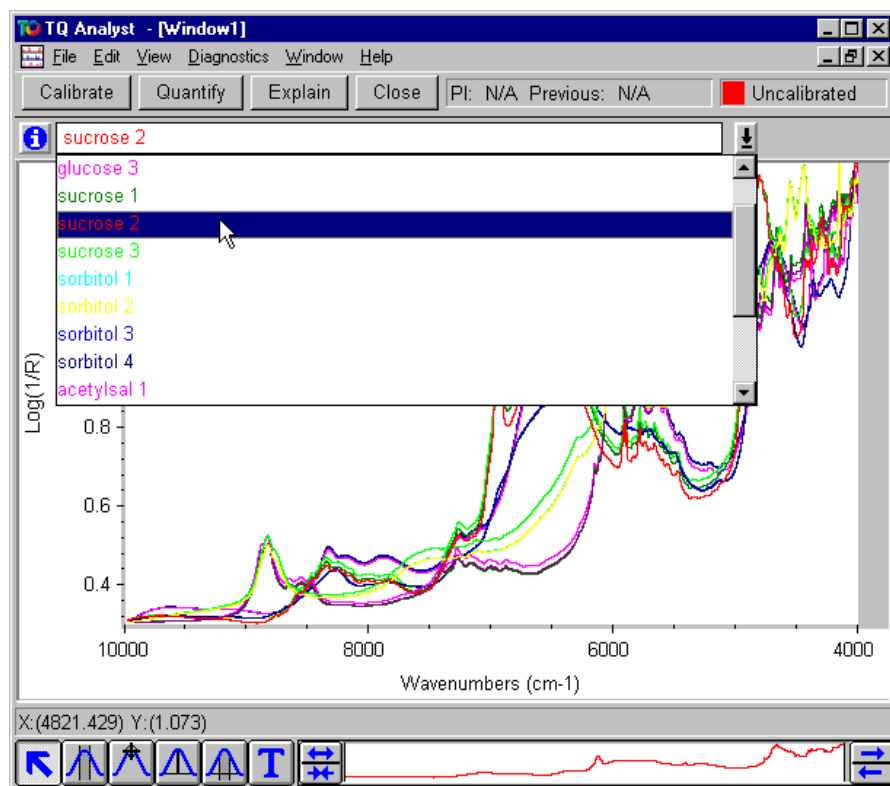 TQ Analyst - [Window1]
File Edit View Diagnostics Window Help
Calibrate Quantify Explain Close PI: N/A Previous: N/A Uncalibrated
sucrose 2
glucose 3
sucrose 1
sucrose 2
sucrose 3
sorbitol 1
sorbitol 2
sorbitol 3
sorbitol 4
acetylsal 1
Log(1/R)
0.8
0.6
0.4
10000 8000 6000 4000
Wavenumbers (cm-1)
X:(4821.429) Y:(1.073)
T